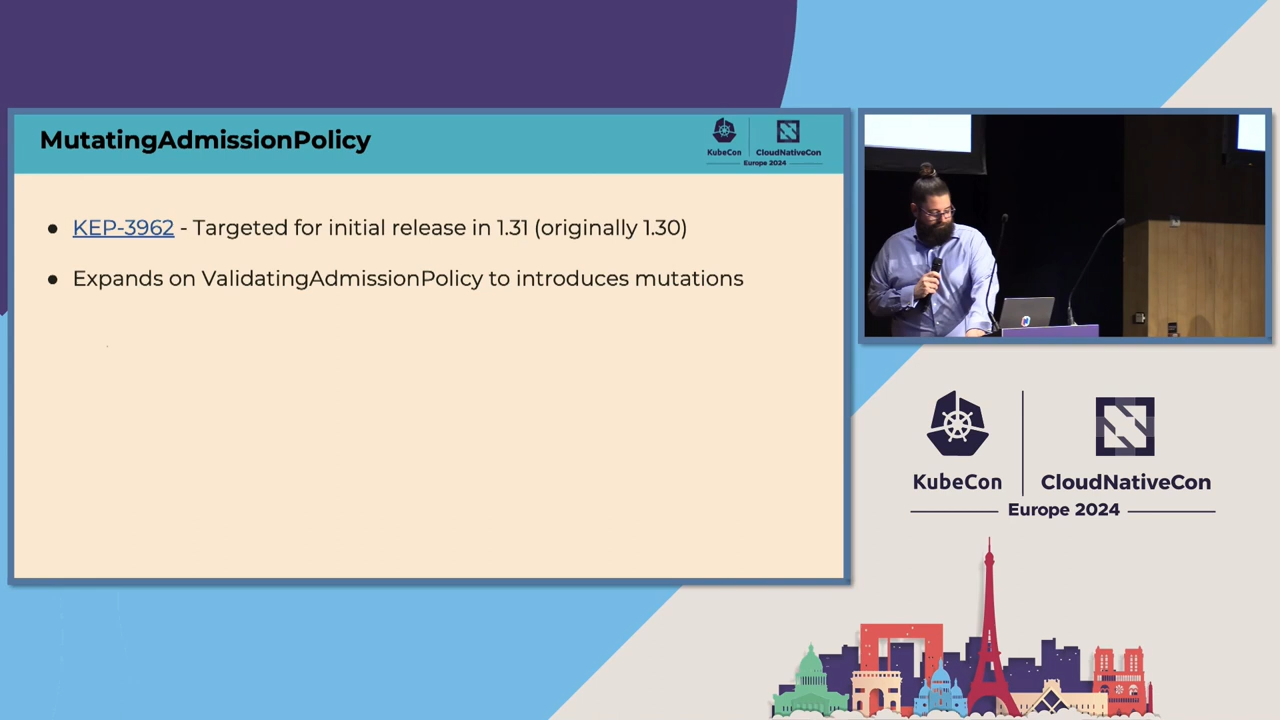 MutatingAdmissionPolicy
KubeCon
CloudNativeCon
Europe 2024
● KEP-3962 - Targeted for initial release in 1.31 (originally 1.30)
● Expands on ValidatingAdmissionPolicy to introduces mutations
KubeCon
CloudNativeCon
Europe 2024